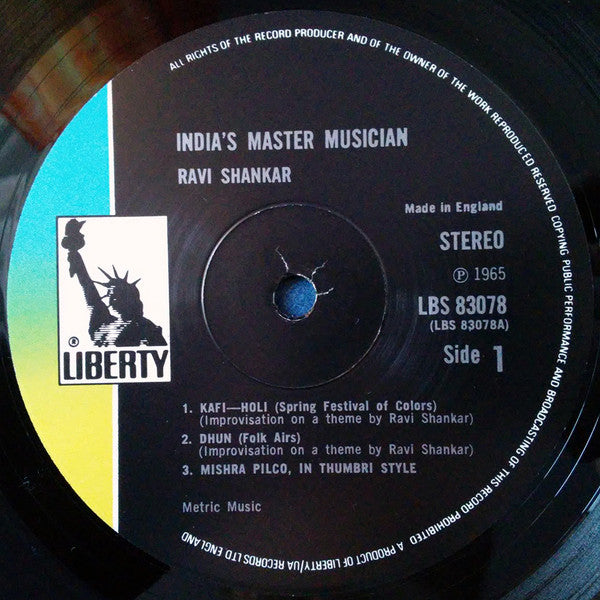 INDIA'S MASTER MUSICIAN
RAVI SHANKAR
Made in England
STEREO
Ⓟ 1965
LBS 83078
(LBS 83078A)
Side 1
®
LIBERTY
1. KAFI—HOLI (Spring Festival of Colors)
(Improvisation on a theme by Ravi Shankar)
2. DHUN (Folk Airs)
(Improvisation on a theme by Ravi Shankar)
3. MISHRA PILCO, IN THUMBRI STYLE
Metric Music
ALL RIGHTS OF THE RECORD PRODUCER AND OF THE OWNER OF THE WORK REPRODUCED RESERVED COPYING PUBLIC PERFORMANCE AND BROADCASTING OF THIS RECORD PROHIBITED A PRODUCT OF LIBERTY/UA RECORDS LTD ENGLAND